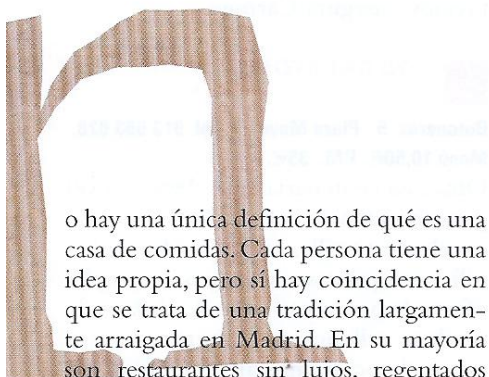 n
o hay una única definición de qué es una
casa de comidas. Cada persona tiene una
idea propia, pero sí hay coincidencia en
que se trata de una tradición largamen-
te arraigada en Madrid. En su mayoría
son restaurantes sin lujos, regentados